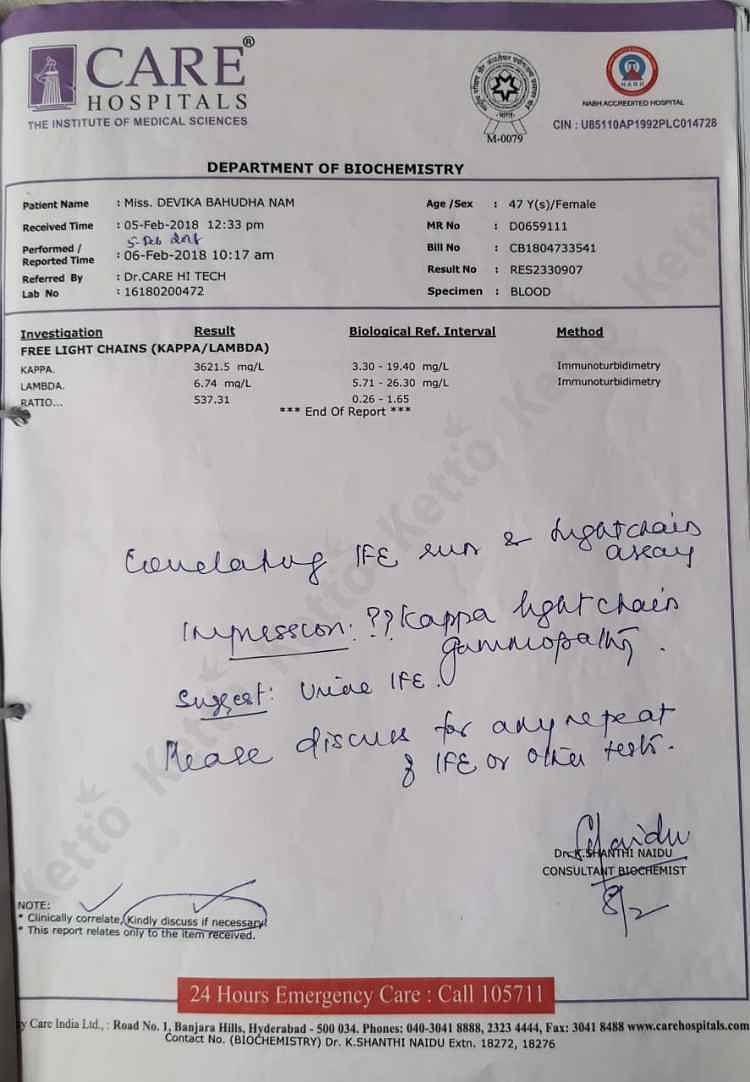 CARE®
HOSPITALS
THE INSTITUTE OF MEDICAL SCIENCES
M-0079
NABH
NABH ACCREDITED HOSPITAL
CIN : U85110AP1992PLC014728
DEPARTMENT OF BIOCHEMISTRY
Patient Name : Miss. DEVIKA BAHUDHA NAM Age /Sex : 47 Y(s)/Female
Received Time : 05-Feb-2018 12:33 pm MR No : D0659111
5-Feb 2018
Performed / Reported Time : 06-Feb-2018 10:17 am Bill No : CB1804733541
Referred By : Dr.CARE HI TECH Result No : RES2330907
Lab No : 16180200472 Specimen : BLOOD
Investigation Result Biological Ref. Interval Method
FREE LIGHT CHAINS (KAPPA/LAMBDA)
KAPPA. 3621.5 mg/L 3.30 - 19.40 mg/L Immunoturbidimetry
LAMBDA. 6.74 mg/L 5.71 - 26.30 mg/L Immunoturbidimetry
RATIO... 537.31 0.26 - 1.65
*** End Of Report ***
Correlating IFE run & lightchain
assay
Impression: ??Kappa lightchain
gammopathy.
Suggest: Urine IFE.
Please discuss for any repeat
of IFE or other tests.
Dr. K.SHANTHI NAIDU
CONSULTANT BIOCHEMIST
8/2
NOTE:
* Clinically correlate, Kindly discuss if necessary.
* This report relates only to the item received.
24 Hours Emergency Care : Call 105711
y Care India Ltd., : Road No. 1, Banjara Hills, Hyderabad - 500 034. Phones: 040-3041 8888, 2323 4444, Fax: 3041 8488 www.carehospitals.com
Contact No. (BIOCHEMISTRY) Dr. K.SHANTHI NAIDU Extn. 18272, 18276
Ketto Ketto Ketto Ketto Ketto Ketto